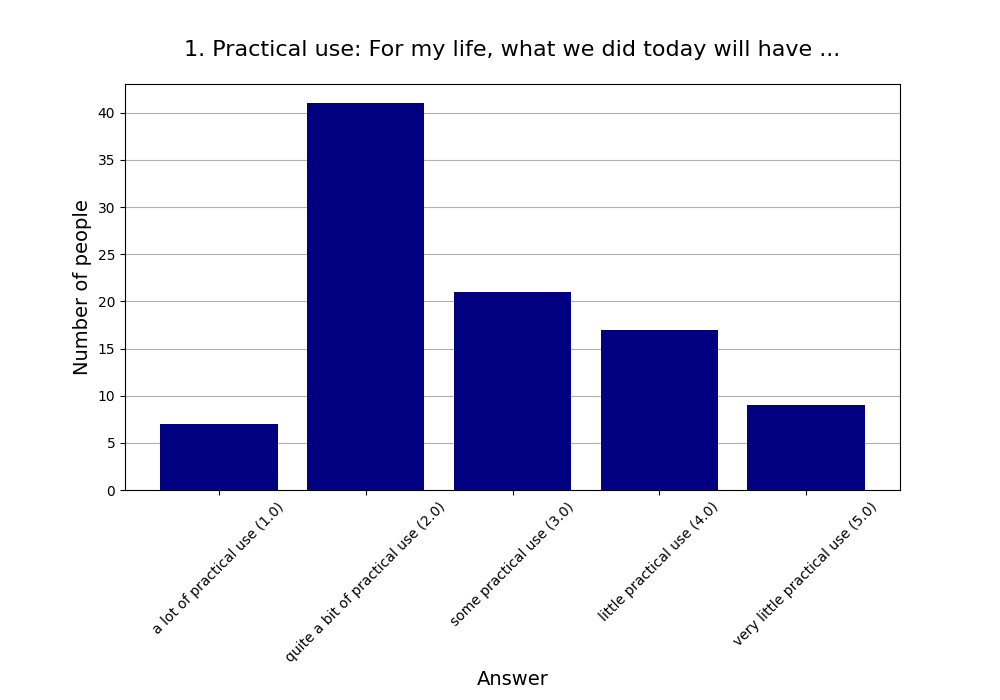 1. Practical use: For my life, what we did today will have ...
Number of people
40
35
30
25
20
15
10
5
0
a lot of practical use (1.0)
quite a bit of practical use (2.0)
some practical use (3.0)
little practical use (4.0)
very little practical use (5.0)
Answer